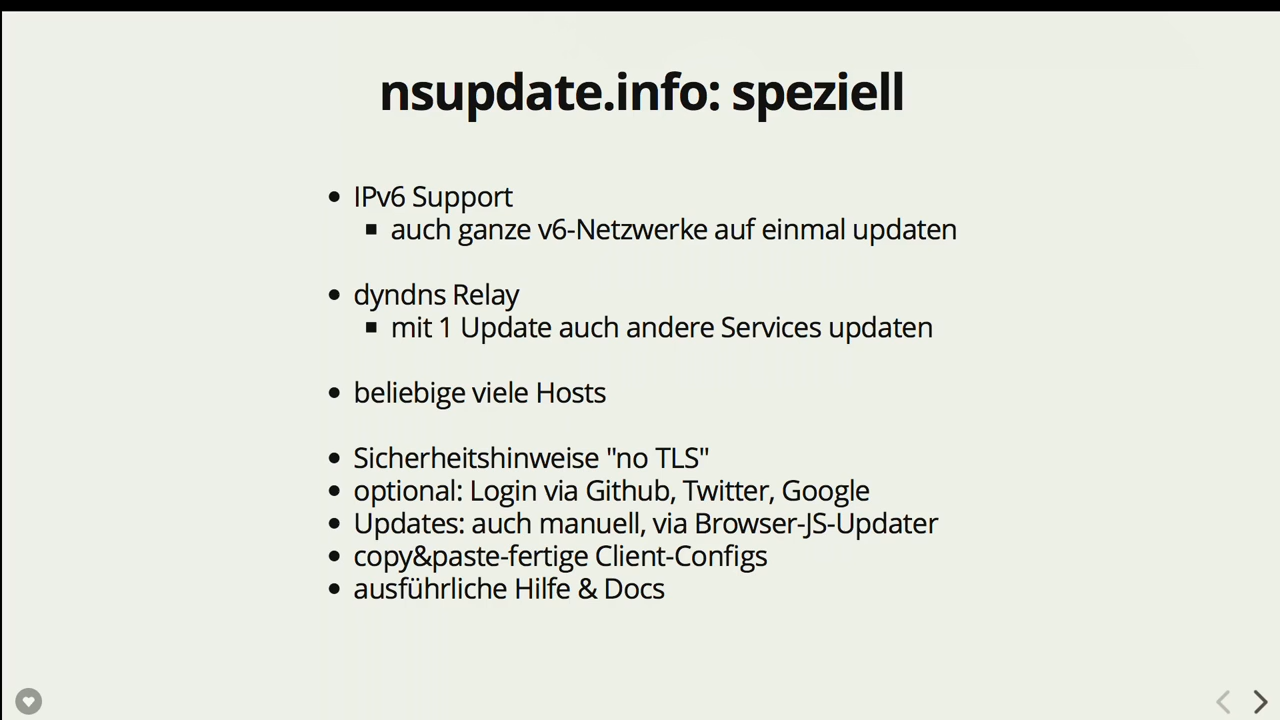 nsupdate.info: speziell
IPv6 Support
auch ganze v6-Netzwerke auf einmal updaten
dyndns Relay
mit 1 Update auch andere Services updaten
beliebige viele Hosts
Sicherheitshinweise "no TLS"
optional: Login via Github, Twitter, Google
Updates: auch manuell, via Browser-JS-Updater
copy&paste-fertige Client-Configs
ausführliche Hilfe & Docs